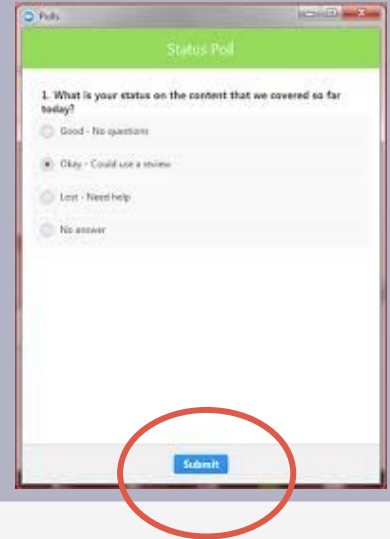 Polls
Status Poll
1. What is your status on the content that we covered so far
today?
Good - No questions
Okay - Could use a review
Lost - Need help
No answer
Submit